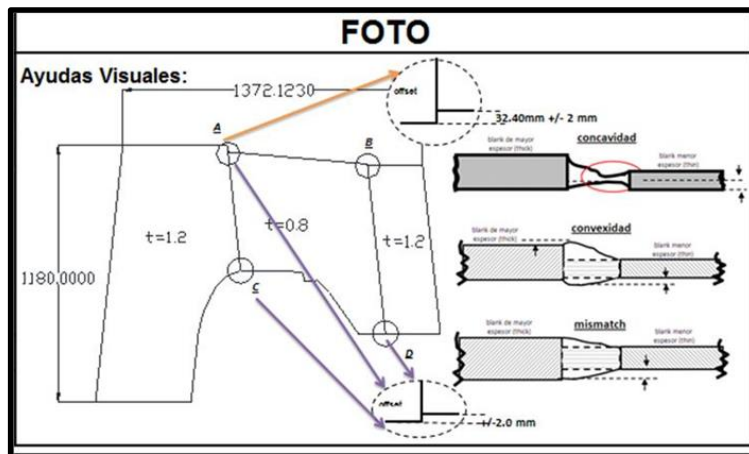 FOTO
Ayudas Visuales:
1372.1230
A
B
offset
32.40mm +/- 2 mm
concavidad
blank de mayor
espesor (thick)
blank menor
espesor (thin)
t=1.2
t=0.8
t=1.2
1180.0000
convexidad
blank de mayor
espesor (thick)
blank menor
espesor (thin)
C
mismatch
blank de mayor
espesor (thick)
blank menor
espesor (thin)
D
offset
+/-2.0 mm